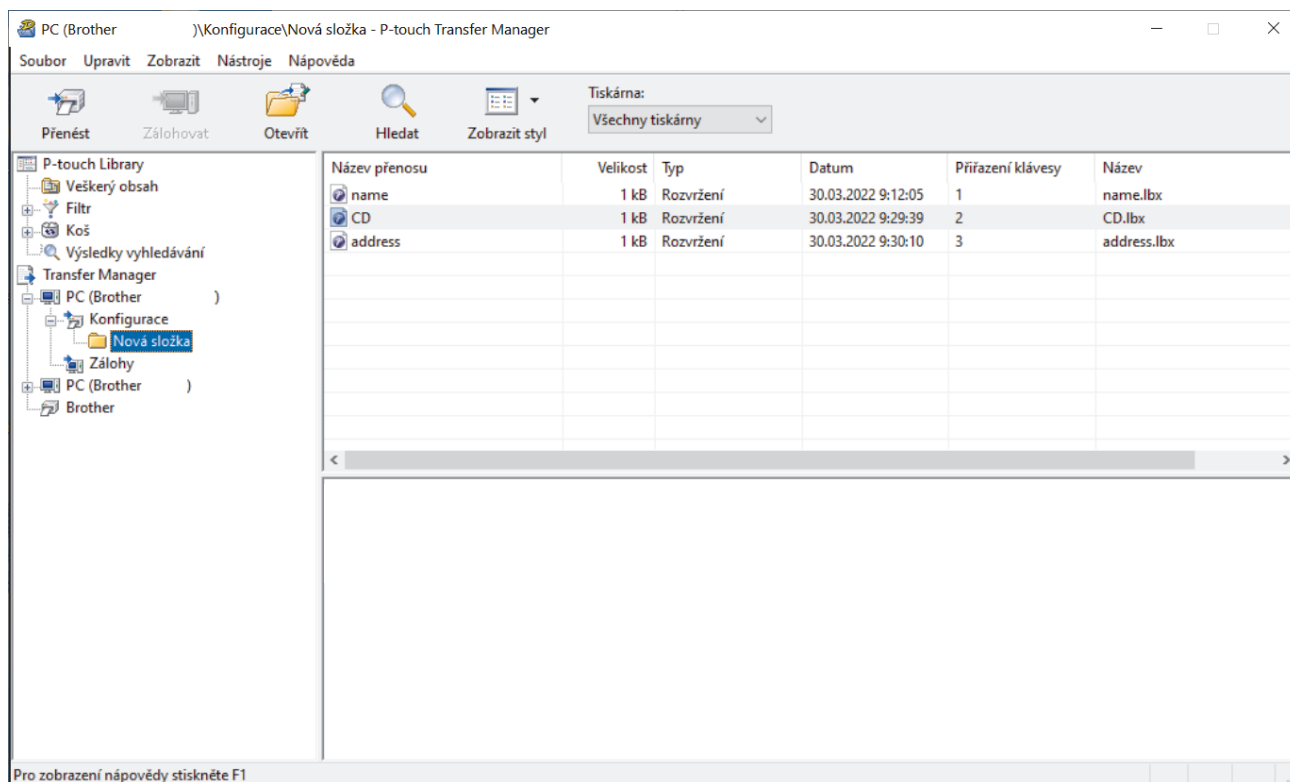 PC (Brother )\Konfigurace\Nová složka - P-touch Transfer Manager
Soubor Upravit Zobrazit Nástroje Nápověda
Tiskárna:
Všechny tiskárny
Přenést Zálohovat Otevřít Hledat Zobrazit styl
P-touch Library
Veškerý obsah
Filtr
Koš
Výsledky vyhledávání
Transfer Manager
PC (Brother )
Konfigurace
Nová složka
Zálohy
PC (Brother )
Brother
Název přenosu Velikost Typ Datum Přiřazení klávesy Název
name 1 kB Rozvržení 30.03.2022 9:12:05 1 name.lbx
CD 1 kB Rozvržení 30.03.2022 9:29:39 2 CD.lbx
address 1 kB Rozvržení 30.03.2022 9:30:10 3 address.lbx
Pro zobrazení nápovědy stiskněte F1